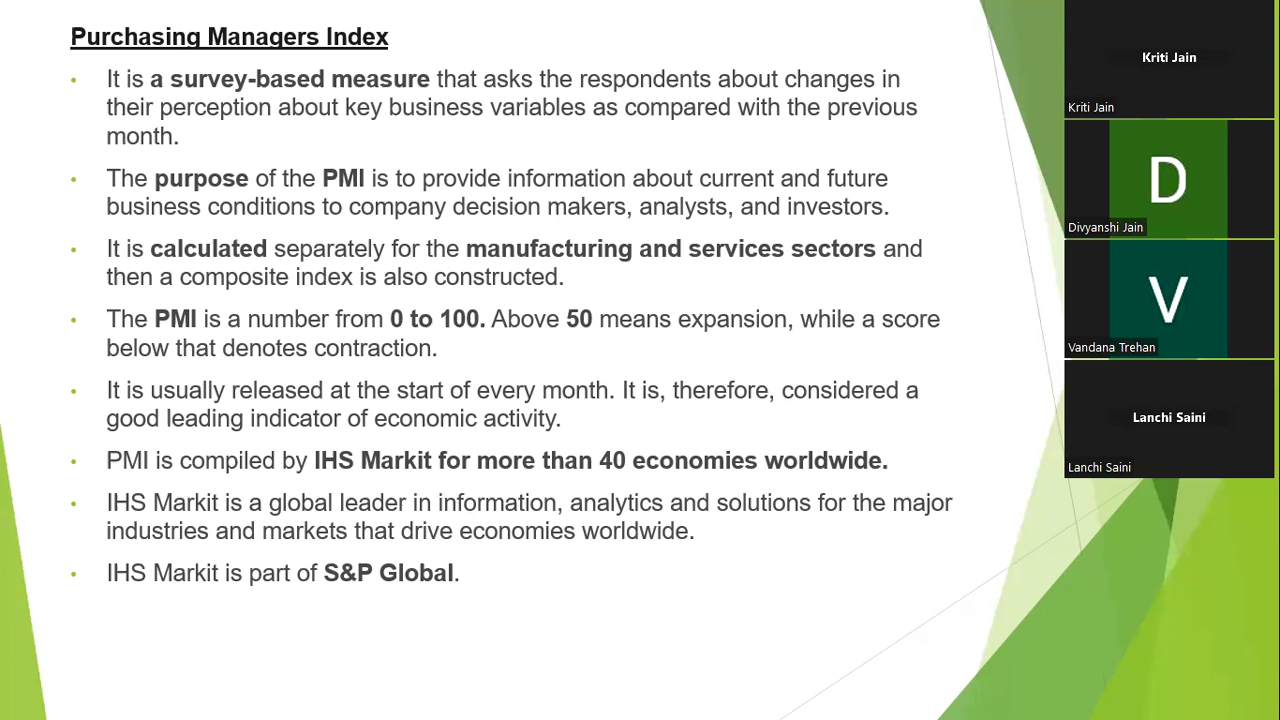 Purchasing Managers Index
• It is a survey-based measure that asks the respondents about changes in
their perception about key business variables as compared with the previous
month.
• The purpose of the PMI is to provide information about current and future
business conditions to company decision makers, analysts, and investors.
• It is calculated separately for the manufacturing and services sectors and
then a composite index is also constructed.
• The PMI is a number from 0 to 100. Above 50 means expansion, while a score
below that denotes contraction.
• It is usually released at the start of every month. It is, therefore, considered a
good leading indicator of economic activity.
• PMI is compiled by IHS Markit for more than 40 economies worldwide.
• IHS Markit is a global leader in information, analytics and solutions for the major
industries and markets that drive economies worldwide.
• IHS Markit is part of S&P Global.
Kriti Jain
Kriti Jain
D
Divyanshi Jain
V
Vandana Trehan
Lanchi Saini
Lanchi Saini